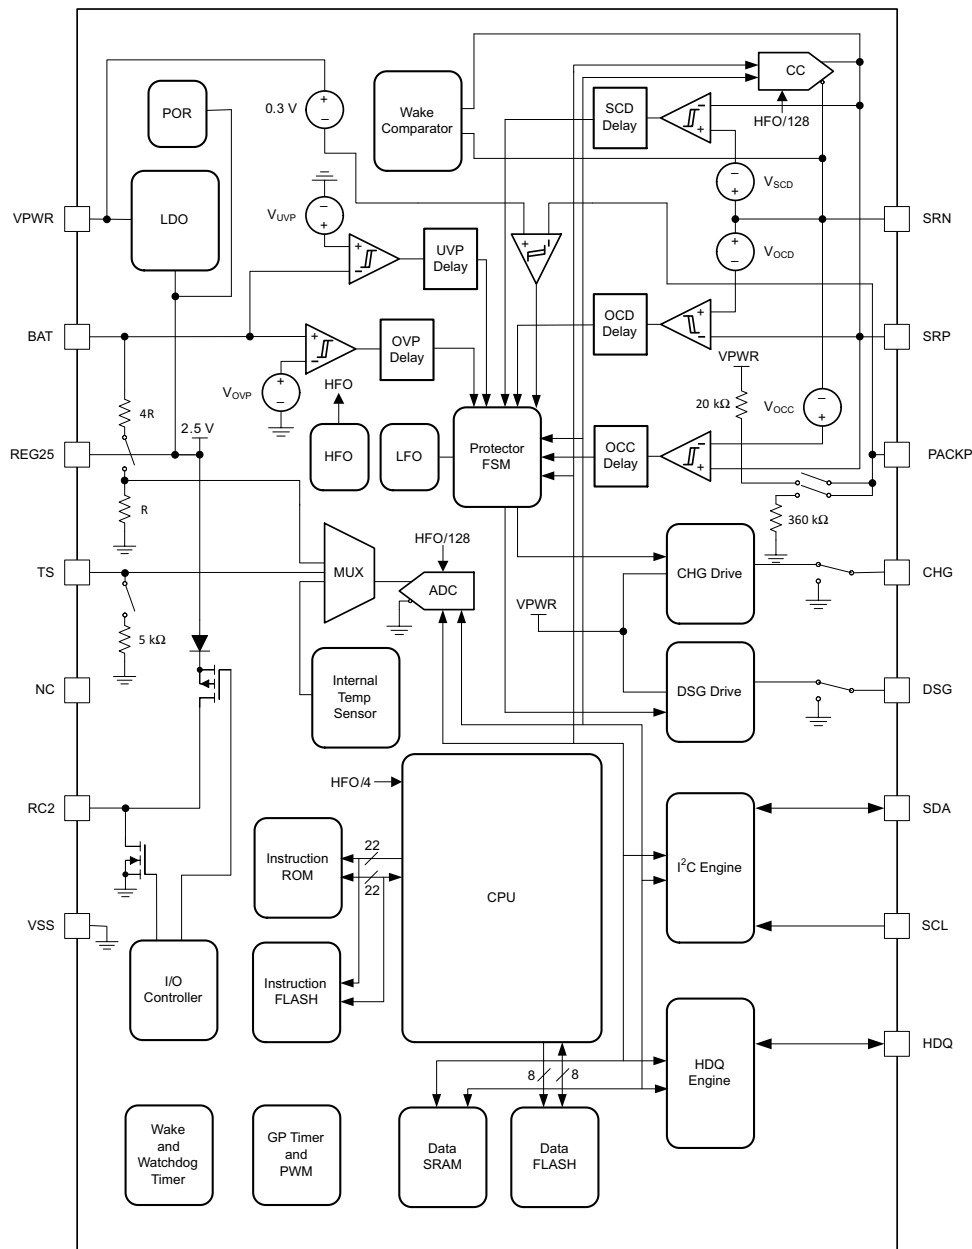 CC
POR
0.3 V
Wake
Comparator
SCD
Delay
HFO/128
VSCD
VUVP
VPWR
LDO
SRN
UVP
Delay
VOCD
BAT
OVP
Delay
OCD
Delay
SRP
VPWR
VOVP
HFO
20 kΩ
VOCC
4R
2.5 V
REG25
HFO
LFO
Protector
FSM
OCC
Delay
PACKP
R
360 kΩ
HFO/128
TS
MUX
ADC
CHG Drive
CHG
VPWR
5 kΩ
NC
Internal
Temp
Sensor
DSG Drive
DSG
HFO/4
RC2
SDA
22
Instruction
ROM
22
CPU
I2C Engine
VSS
SCL
I/O
Controller
Instruction
FLASH
HDQ
HDQ
Engine
8
8
Wake
and
Watchdog
Timer
GP Timer
and
PWM
Data
SRAM
Data
FLASH